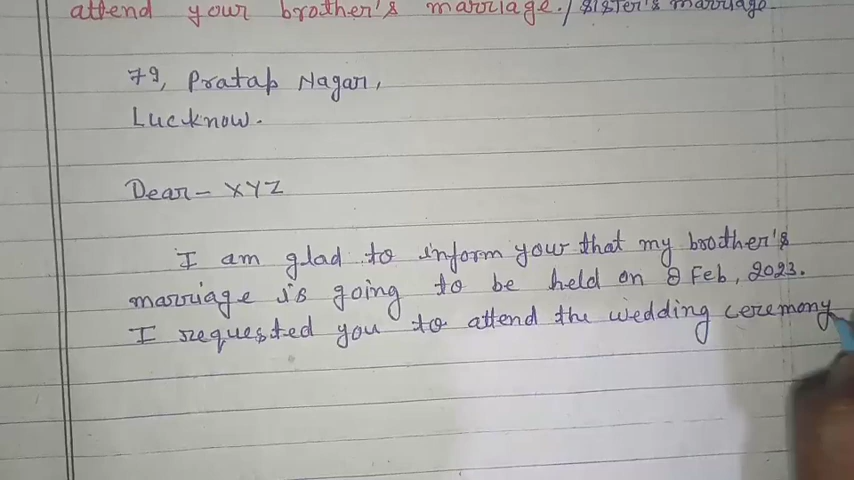 attend your brother's marriage./sister's marriage.
79, Pratap Nagar,
Lucknow.
Dear- XYZ
I am glad to inform your that my brother's
marriage is going to be held on 8 Feb, 2023.
I requested you to attend the wedding ceremony